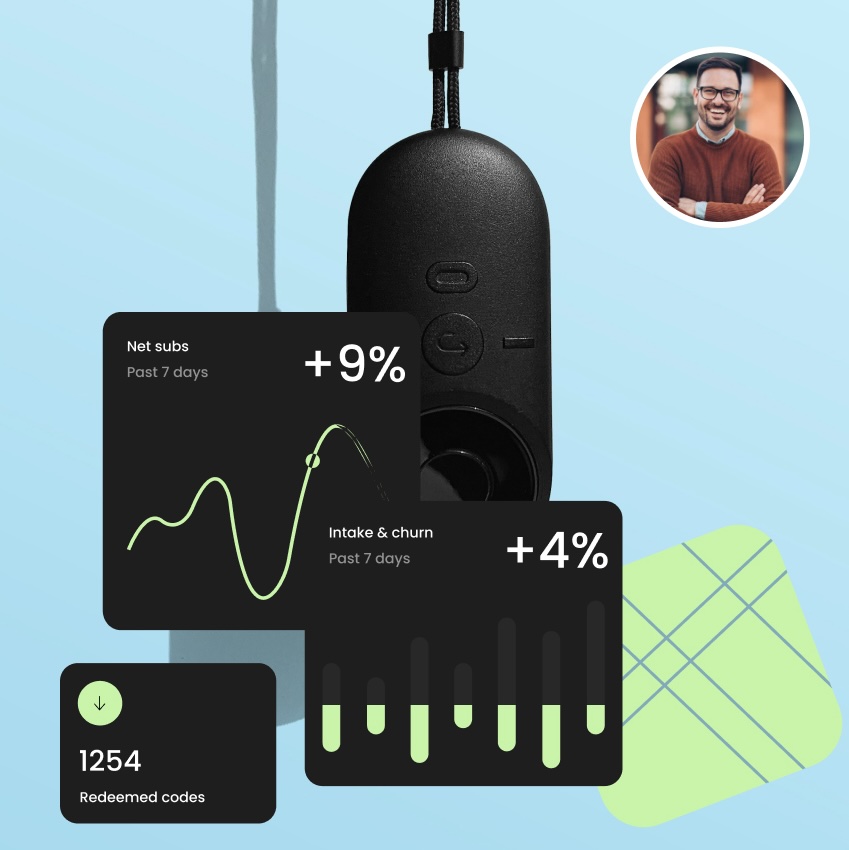 Net subs
Past 7 days
+9%
Intake & churn
Past 7 days
+4%
1254
Redeemed codes